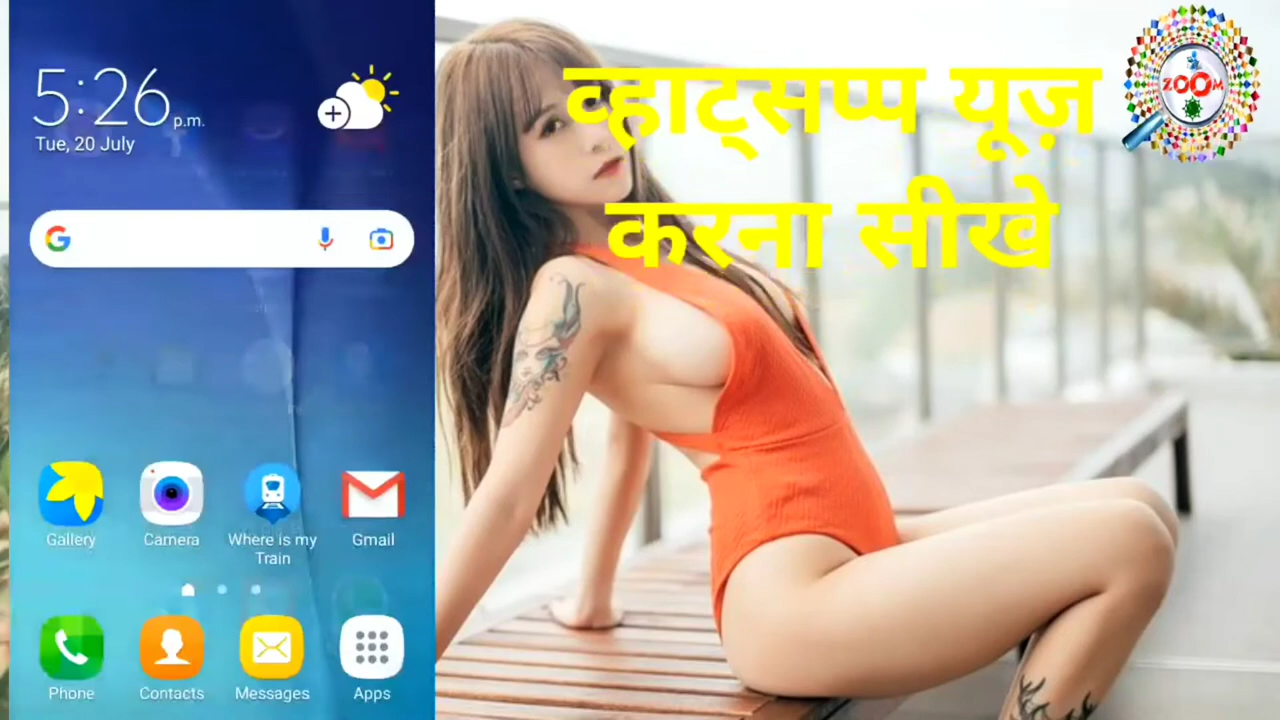 5:26 p.m.
Tue, 20 July
व्हाट्सप्प यूज़
करना सीखे
ZOOM
G
Gallery
Camera
Where is my
Train
Gmail
Phone
Contacts
Messages
Apps